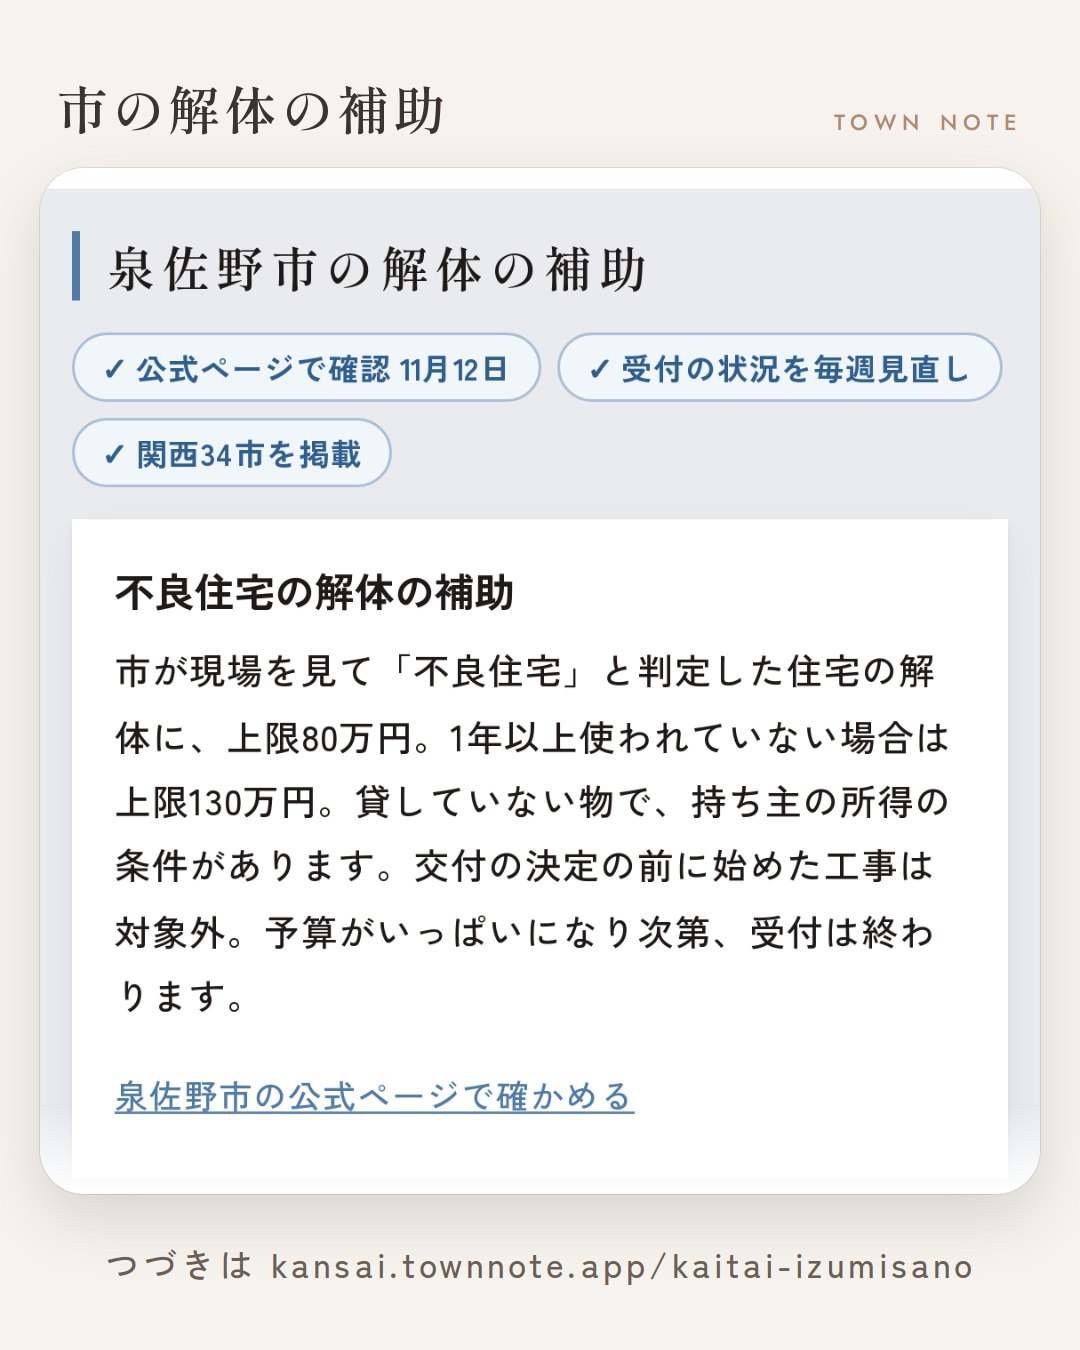 市の解体の補助
TOWN NOTE
泉佐野市の解体の補助
✓ 公式ページで確認 11月12日
✓ 受付の状況を毎週見直し
✓ 関西34市を掲載
不良住宅の解体の補助
市が現場を見て「不良住宅」と判定した住宅の解
体に、上限80万円。1年以上使われていない場合は
上限130万円。貸していない物で、持ち主の所得の
条件があります。交付の決定の前に始めた工事は
対象外。予算がいっぱいになり次第、受付は終わ
ります。
泉佐野市の公式ページで確かめる
つづきは kansai.townnote.app/kaitai-izumisano